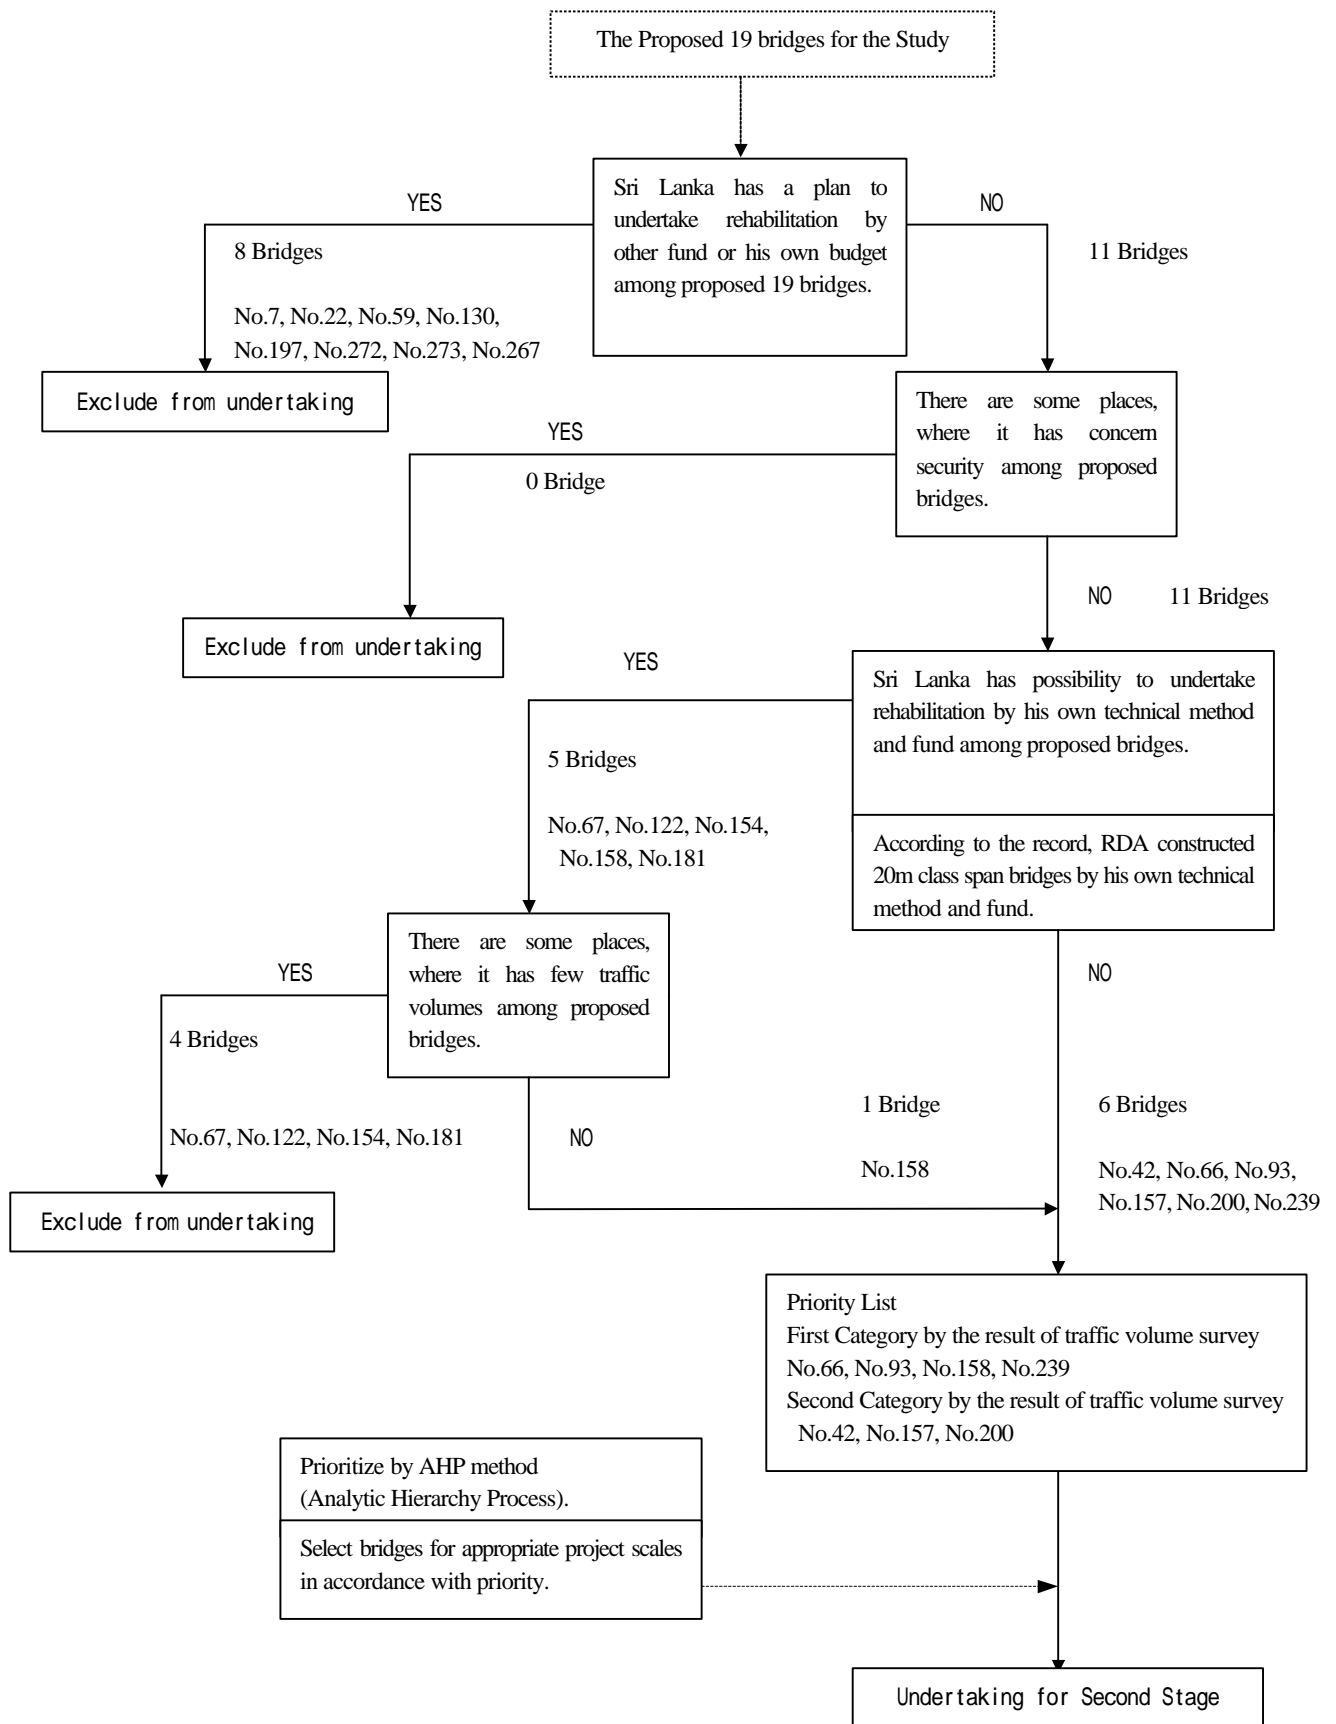 The Proposed 19 bridges for the Study
Sri Lanka has a plan to
undertake rehabilitation by
other fund or his own budget
among proposed 19 bridges.
YES
NO
8 Bridges
11 Bridges
No.7, No.22, No.59, No.130,
No.197, No.272, No.273, No.267
Exclude from undertaking
There are some places,
where it has concern
security among proposed
bridges.
YES
0 Bridge
NO
11 Bridges
Exclude from undertaking
Sri Lanka has possibility to undertake
rehabilitation by his own technical method
and fund among proposed bridges.
According to the record, RDA constructed
20m class span bridges by his own technical
method and fund.
YES
5 Bridges
No.67, No.122, No.154,
No.158, No.181
There are some places,
where it has few traffic
volumes among proposed
bridges.
YES
NO
4 Bridges
No.67, No.122, No.154, No.181
NO
1 Bridge
No.158
6 Bridges
No.42, No.66, No.93,
No.157, No.200, No.239
Exclude from undertaking
Priority List
First Category by the result of traffic volume survey
No.66, No.93, No.158, No.239
Second Category by the result of traffic volume survey
No.42, No.157, No.200
Prioritize by AHP method
(Analytic Hierarchy Process).
Select bridges for appropriate project scales
in accordance with priority.
Undertaking for Second Stage